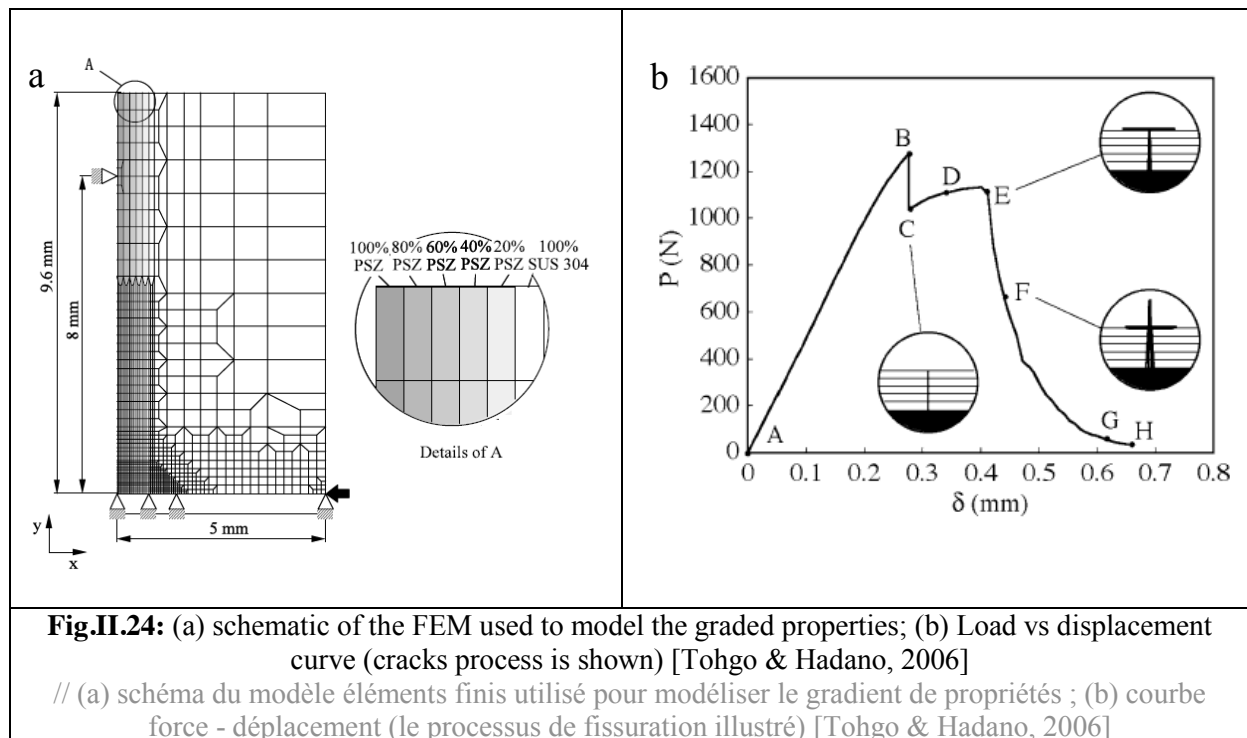 a
A
9.6 mm
8 mm
5 mm
y
x
100% 80% 60% 40% 20% 100%
PSZ PSZ PSZ PSZ PSZ SUS 304
Details of A
b
P (N)
1600
1400
1200
1000
800
600
400
200
0
A
B
C
D
E
F
G
H
0 0.1 0.2 0.3 0.4 0.5 0.6 0.7 0.8
δ (mm)
Fig.II.24: (a) schematic of the FEM used to model the graded properties; (b) Load vs displacement
curve (cracks process is shown) [Tohgo & Hadano, 2006]
// (a) schéma du modèle éléments finis utilisé pour modéliser le gradient de propriétés ; (b) courbe
force - déplacement (le processus de fissuration illustré) [Tohgo & Hadano, 2006]